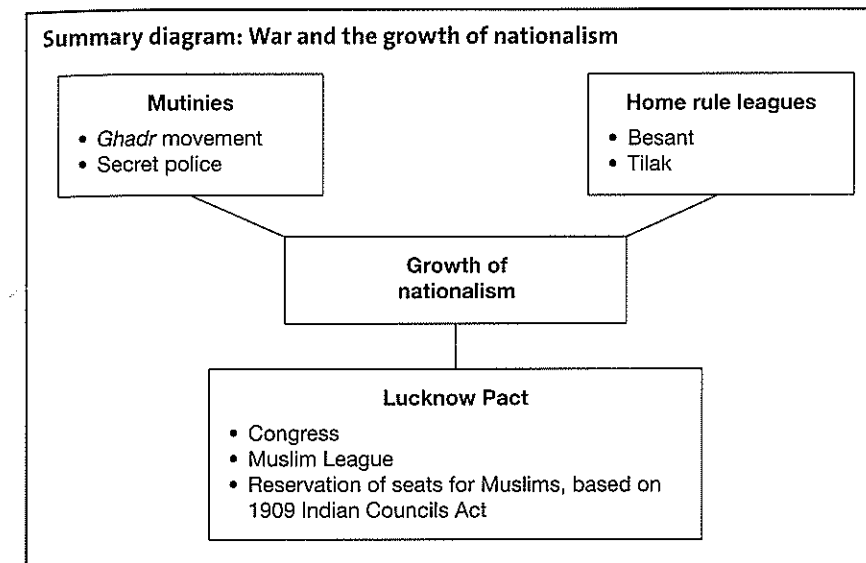 Summary diagram: War and the growth of nationalism
Mutinies
• Ghadr movement
• Secret police
Home rule leagues
• Besant
• Tilak
Growth of
nationalism
Lucknow Pact
• Congress
• Muslim League
• Reservation of seats for Muslims, based on
1909 Indian Councils Act